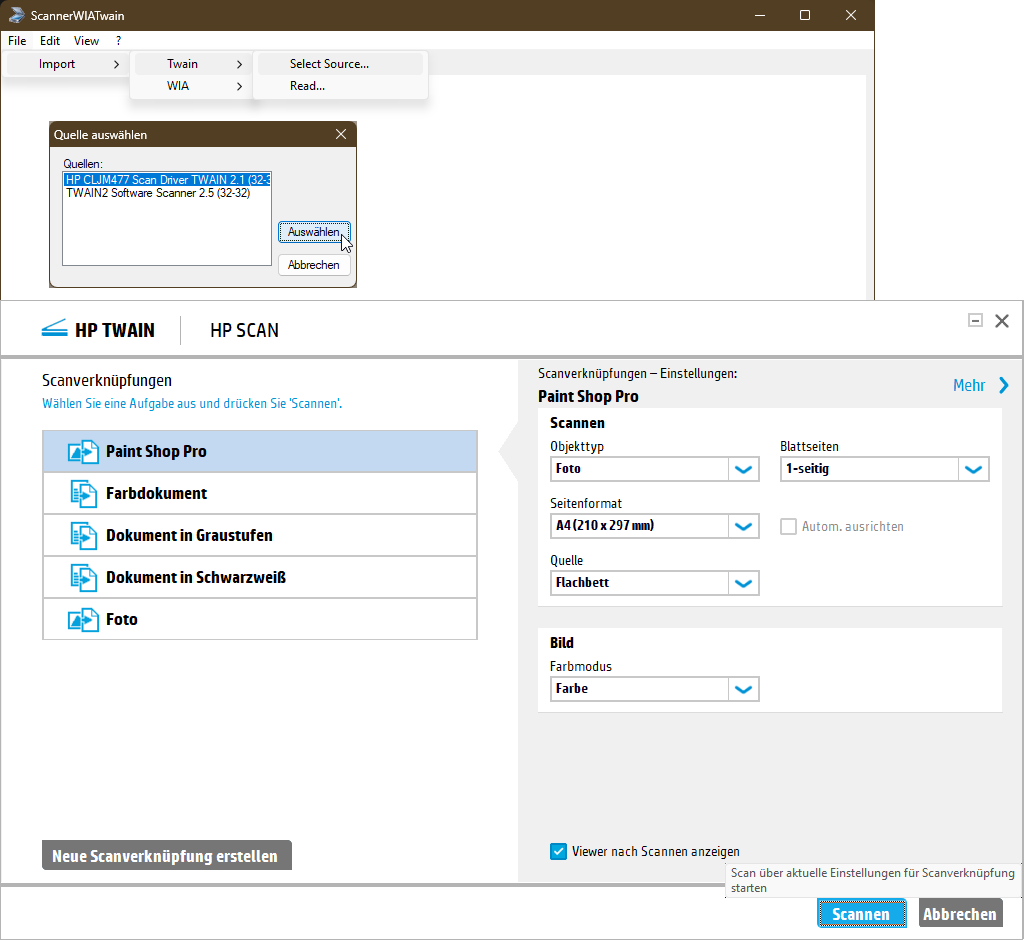 ScannerWIATwain
File Edit View ?
Import Twain Select Source...
WIA Read...
Quelle auswählen
Quellen:
HP CLJM477 Scan Driver TWAIN 2.1 (32-3
TWAIN2 Software Scanner 2.5 (32-32)
Auswählen
Abbrechen
HP TWAIN HP SCAN
Scanverknüpfungen
Wählen Sie eine Aufgabe aus und drücken Sie 'Scannen'.
Paint Shop Pro
Farbdokument
Dokument in Graustufen
Dokument in Schwarzweiß
Foto
Neue Scanverknüpfung erstellen
Scanverknüpfungen – Einstellungen:
Paint Shop Pro
Mehr
Scannen
Objekttyp Blattseiten
Foto 1-seitig
Seitenformat
A4 (210 x 297 mm) Autom. ausrichten
Quelle
Flachbett
Bild
Farbmodus
Farbe
Viewer nach Scannen anzeigen
Scan über aktuelle Einstellungen für Scanverknüpfung
starten
Scannen Abbrechen